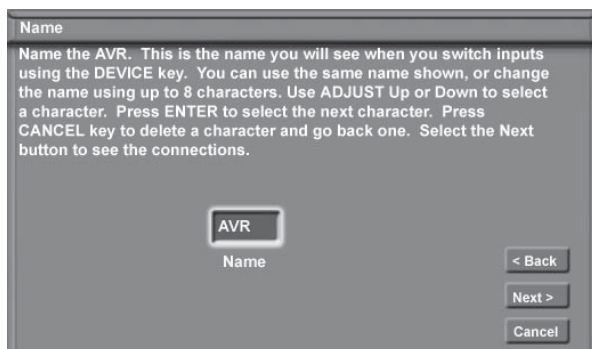 Name
Name the AVR. This is the name you will see when you switch inputs
using the DEVICE key. You can use the same name shown, or change
the name using up to 8 characters. Use ADJUST Up or Down to select
a character. Press ENTER to select the next character. Press
CANCEL key to delete a character and go back one. Select the Next
button to see the connections.
AVR
Name
< Back
Next >
Cancel